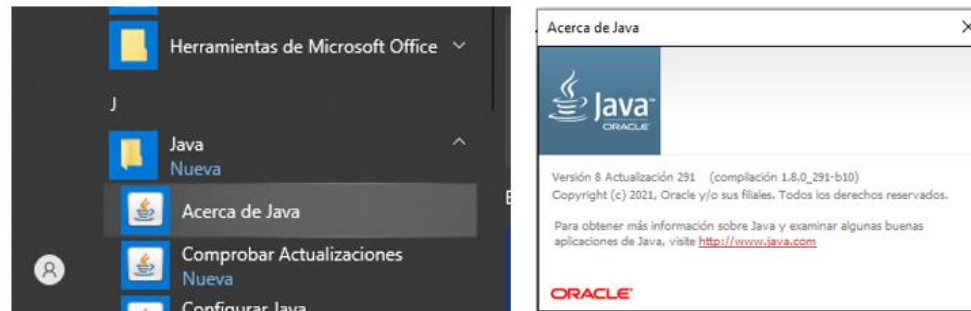 Herramientas de Microsoft Office
J
Java
Nueva
Acerca de Java
Comprobar Actualizaciones
Nueva
Configurar Java
Acerca de Java
Java
ORACLE
Versión 8 Actualización 291 (compilación 1.8.0_291-b10)
Copyright (c) 2021, Oracle y/o sus filiales. Todos los derechos reservados.
Para obtener más información sobre Java y examinar algunas buenas
aplicaciones de Java, visite http://www.java.com
ORACLE